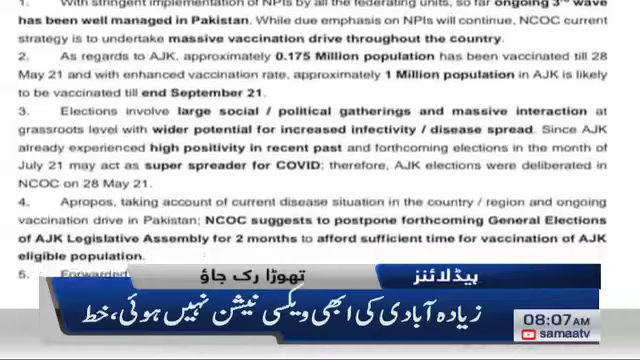 1. With stringent implementation of NPIs by all the federating units, so far ongoing 3rd wave
has been well managed in Pakistan. While due emphasis on NPIs will continue, NCOC current
strategy is to undertake massive vaccination drive throughout the country.
2. As regards to AJK, approximately 0.175 Million population has been vaccinated till 28
May 21 and with enhanced vaccination rate, approximately 1 Million population in AJK is likely
to be vaccinated till end September 21.
3. Elections involve large social / political gatherings and massive interaction at
grassroots level with wider potential for increased infectivity / disease spread. Since AJK
already experienced high positivity in recent past and forthcoming elections in the month of
July 21 may act as super spreader for COVID; therefore, AJK elections were deliberated in
NCOC on 28 May 21.
4. Apropos, taking account of current disease situation in the country / region and ongoing
vaccination drive in Pakistan; NCOC suggests to postpone forthcoming General Elections
of AJK Legislative Assembly for 2 months to afford sufficient time for vaccination of AJK
eligible population.
5. Forwarded
ہیڈلائنز
تھوڑا رک جاؤ
زیادہ آبادی کی ابھی ویکسی نیشن نہیں ہوئی، خط
08:07AM
samaatv